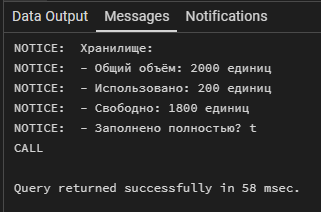 Data Output Messages Notifications
NOTICE:  Хранилище:
NOTICE:  - Общий объём: 2000 единиц
NOTICE:  - Использовано: 200 единиц
NOTICE:  - Свободно: 1800 единиц
NOTICE:  - Заполнено полностью? t
CALL
Query returned successfully in 58 msec.